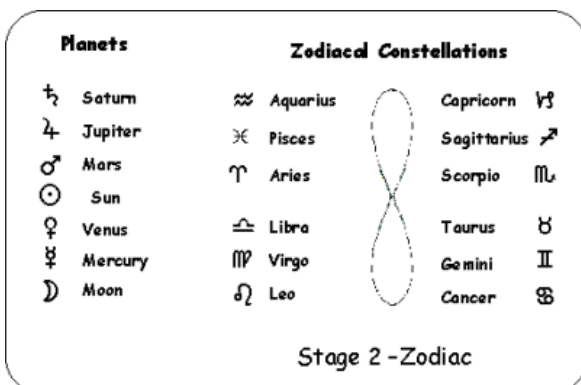 Planets
Zodiacal Constellations
♄ Saturn
♃ Jupiter
♂ Mars
☉ Sun
♀ Venus
☿ Mercury
☽ Moon
♒ Aquarius
♓ Pisces
♈ Aries
♎ Libra
♍ Virgo
♌ Leo
Capricorn ♑
Sagittarius ♐
Scorpio ♏
Taurus ♉
Gemini ♊
Cancer ♋
Stage 2 -Zodiac